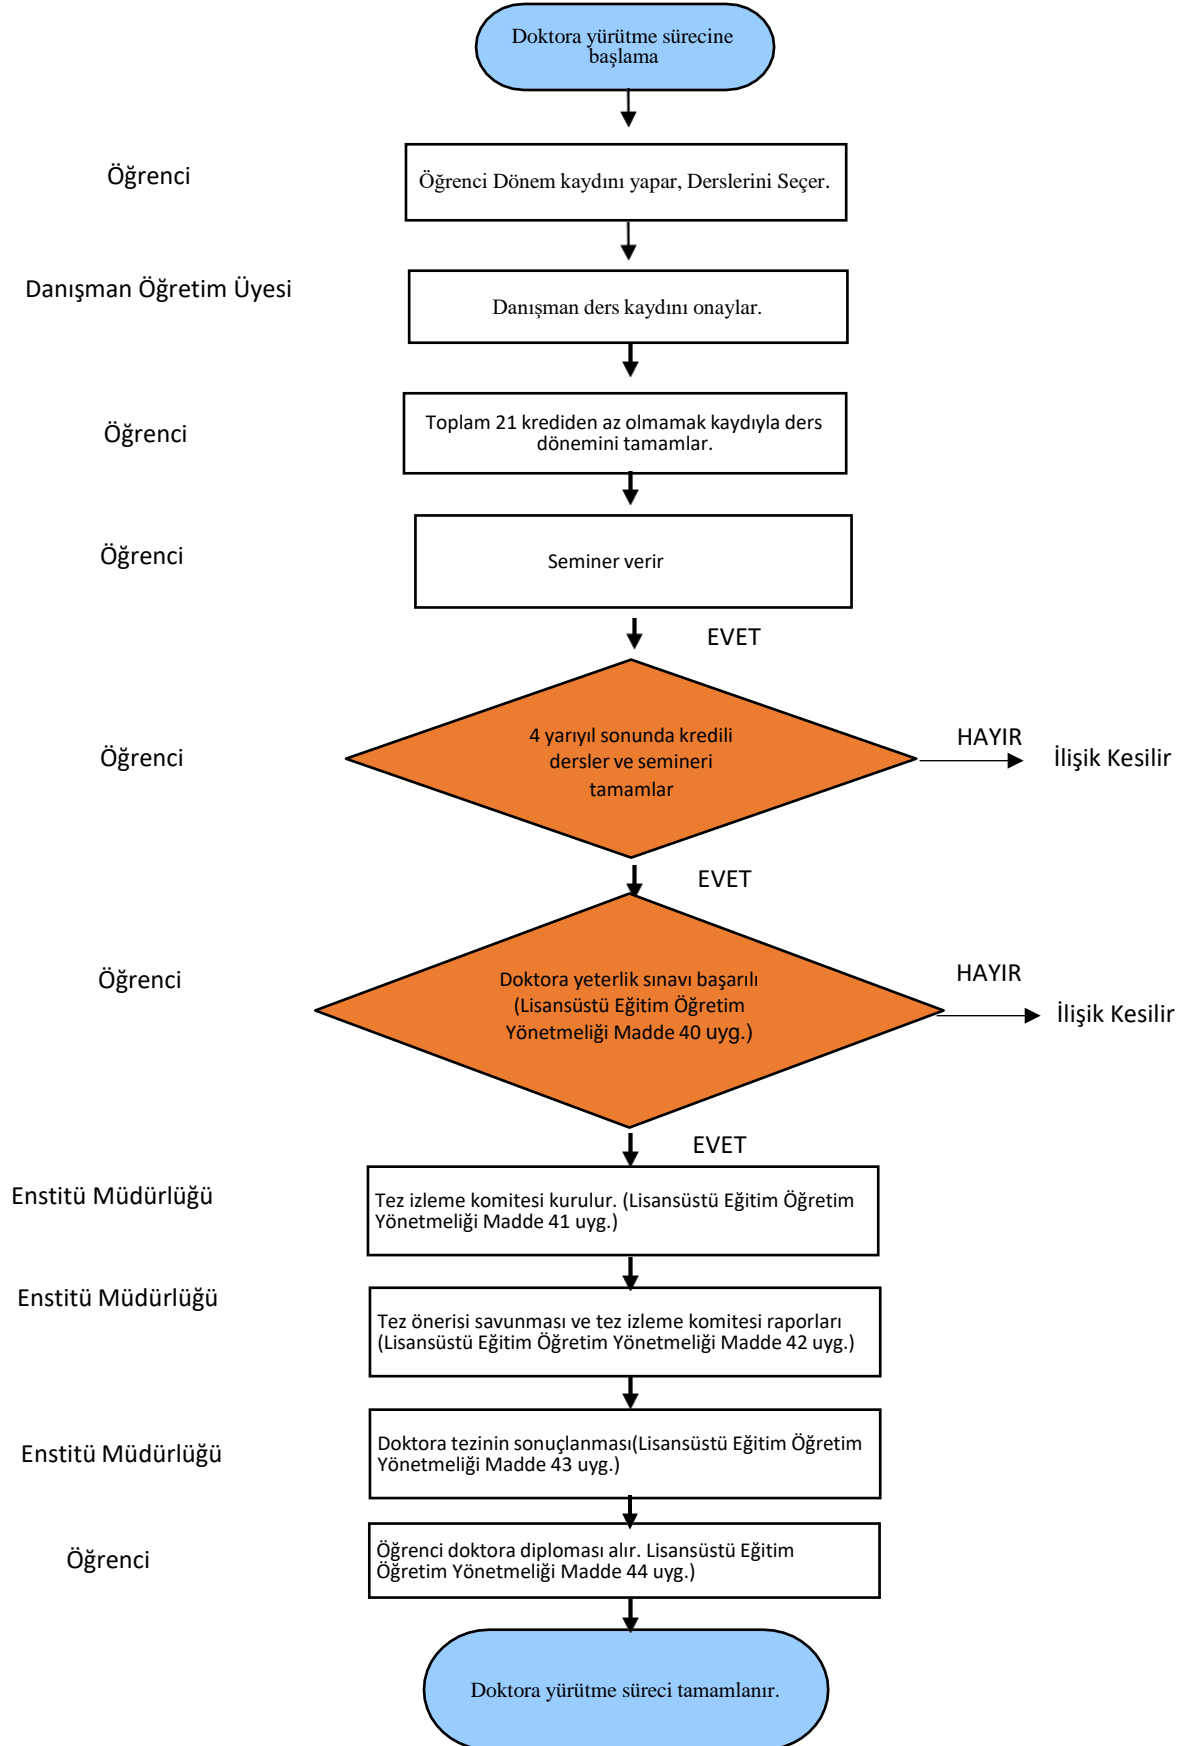 Doktora yürütme sürecine
başlama
Öğrenci
Öğrenci Dönem kaydını yapar, Derslerini Seçer.
Danışman Öğretim Üyesi
Danışman ders kaydını onaylar.
Öğrenci
Toplam 21 krediden az olmamak kaydıyla ders
dönemini tamamlar.
Öğrenci
Seminer verir
EVET
Öğrenci
4 yarıyıl sonunda kredili
dersler ve semineri
tamamlar
HAYIR
İlişik Kesilir
EVET
Öğrenci
Doktora yeterlik sınavı başarılı
(Lisansüstü Eğitim Öğretim
Yönetmeliği Madde 40 uyg.)
HAYIR
İlişik Kesilir
EVET
Enstitü Müdürlüğü
Tez izleme komitesi kurulur. (Lisansüstü Eğitim Öğretim
Yönetmeliği Madde 41 uyg.)
Enstitü Müdürlüğü
Tez önerisi savunması ve tez izleme komitesi raporları
(Lisansüstü Eğitim Öğretim Yönetmeliği Madde 42 uyg.)
Enstitü Müdürlüğü
Doktora tezinin sonuçlanması(Lisansüstü Eğitim Öğretim
Yönetmeliği Madde 43 uyg.)
Öğrenci
Öğrenci doktora diploması alır. Lisansüstü Eğitim
Öğretim Yönetmeliği Madde 44 uyg.)
Doktora yürütme süreci tamamlanır.